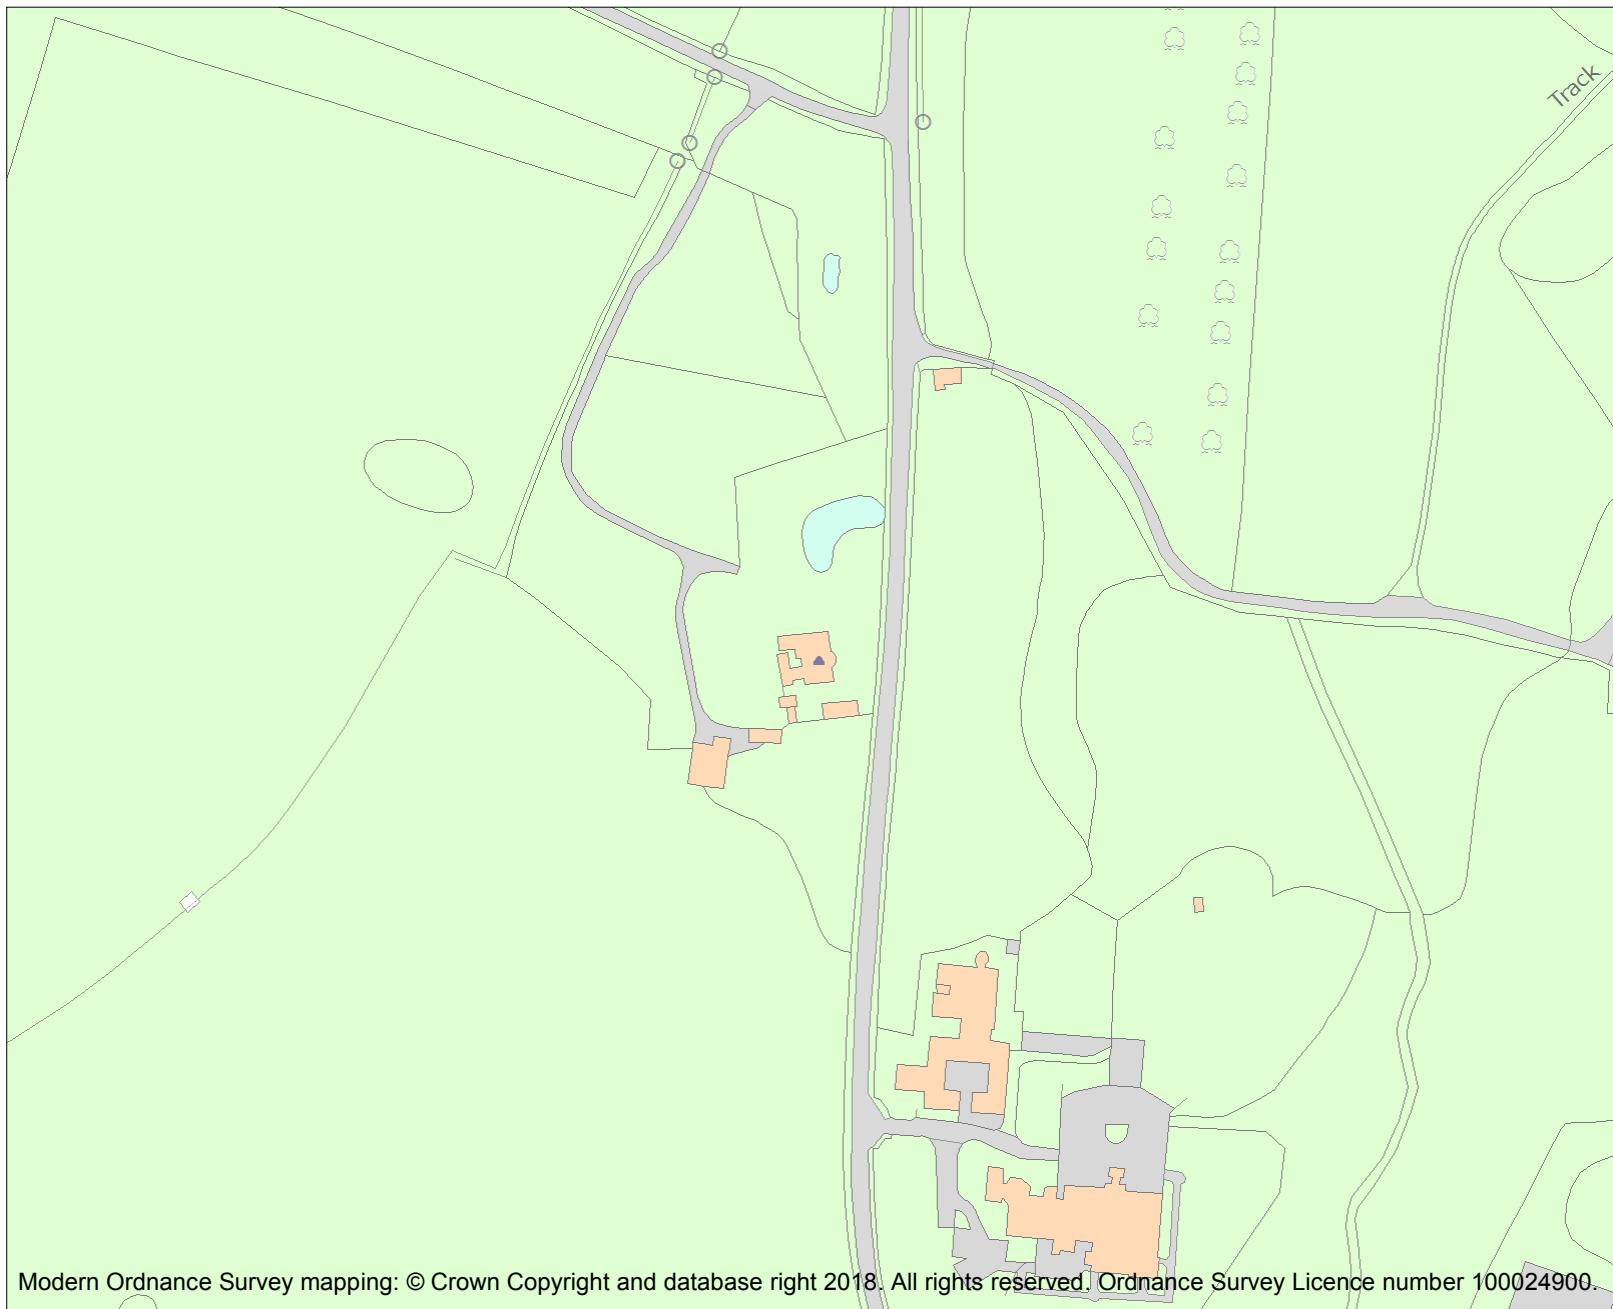 Track
Modern Ordnance Survey mapping: © Crown Copyright and database right 2018. All rights reserved. Ordnance Survey Licence number 100024900.